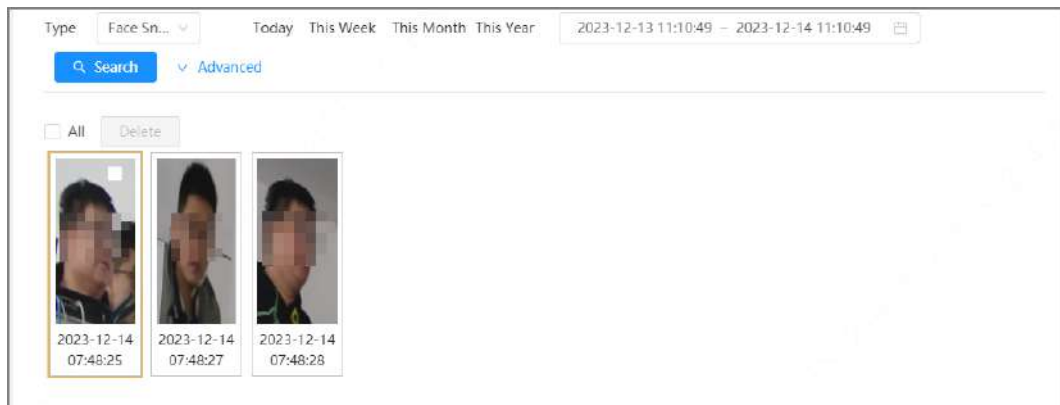 Type Face Sn... Today This Week This Month This Year 2023-12-13 11:10:49 – 2023-12-14 11:10:49
Search Advanced
All Delete
2023-12-14 2023-12-14 2023-12-14
07:48:25 07:48:27 07:48:28